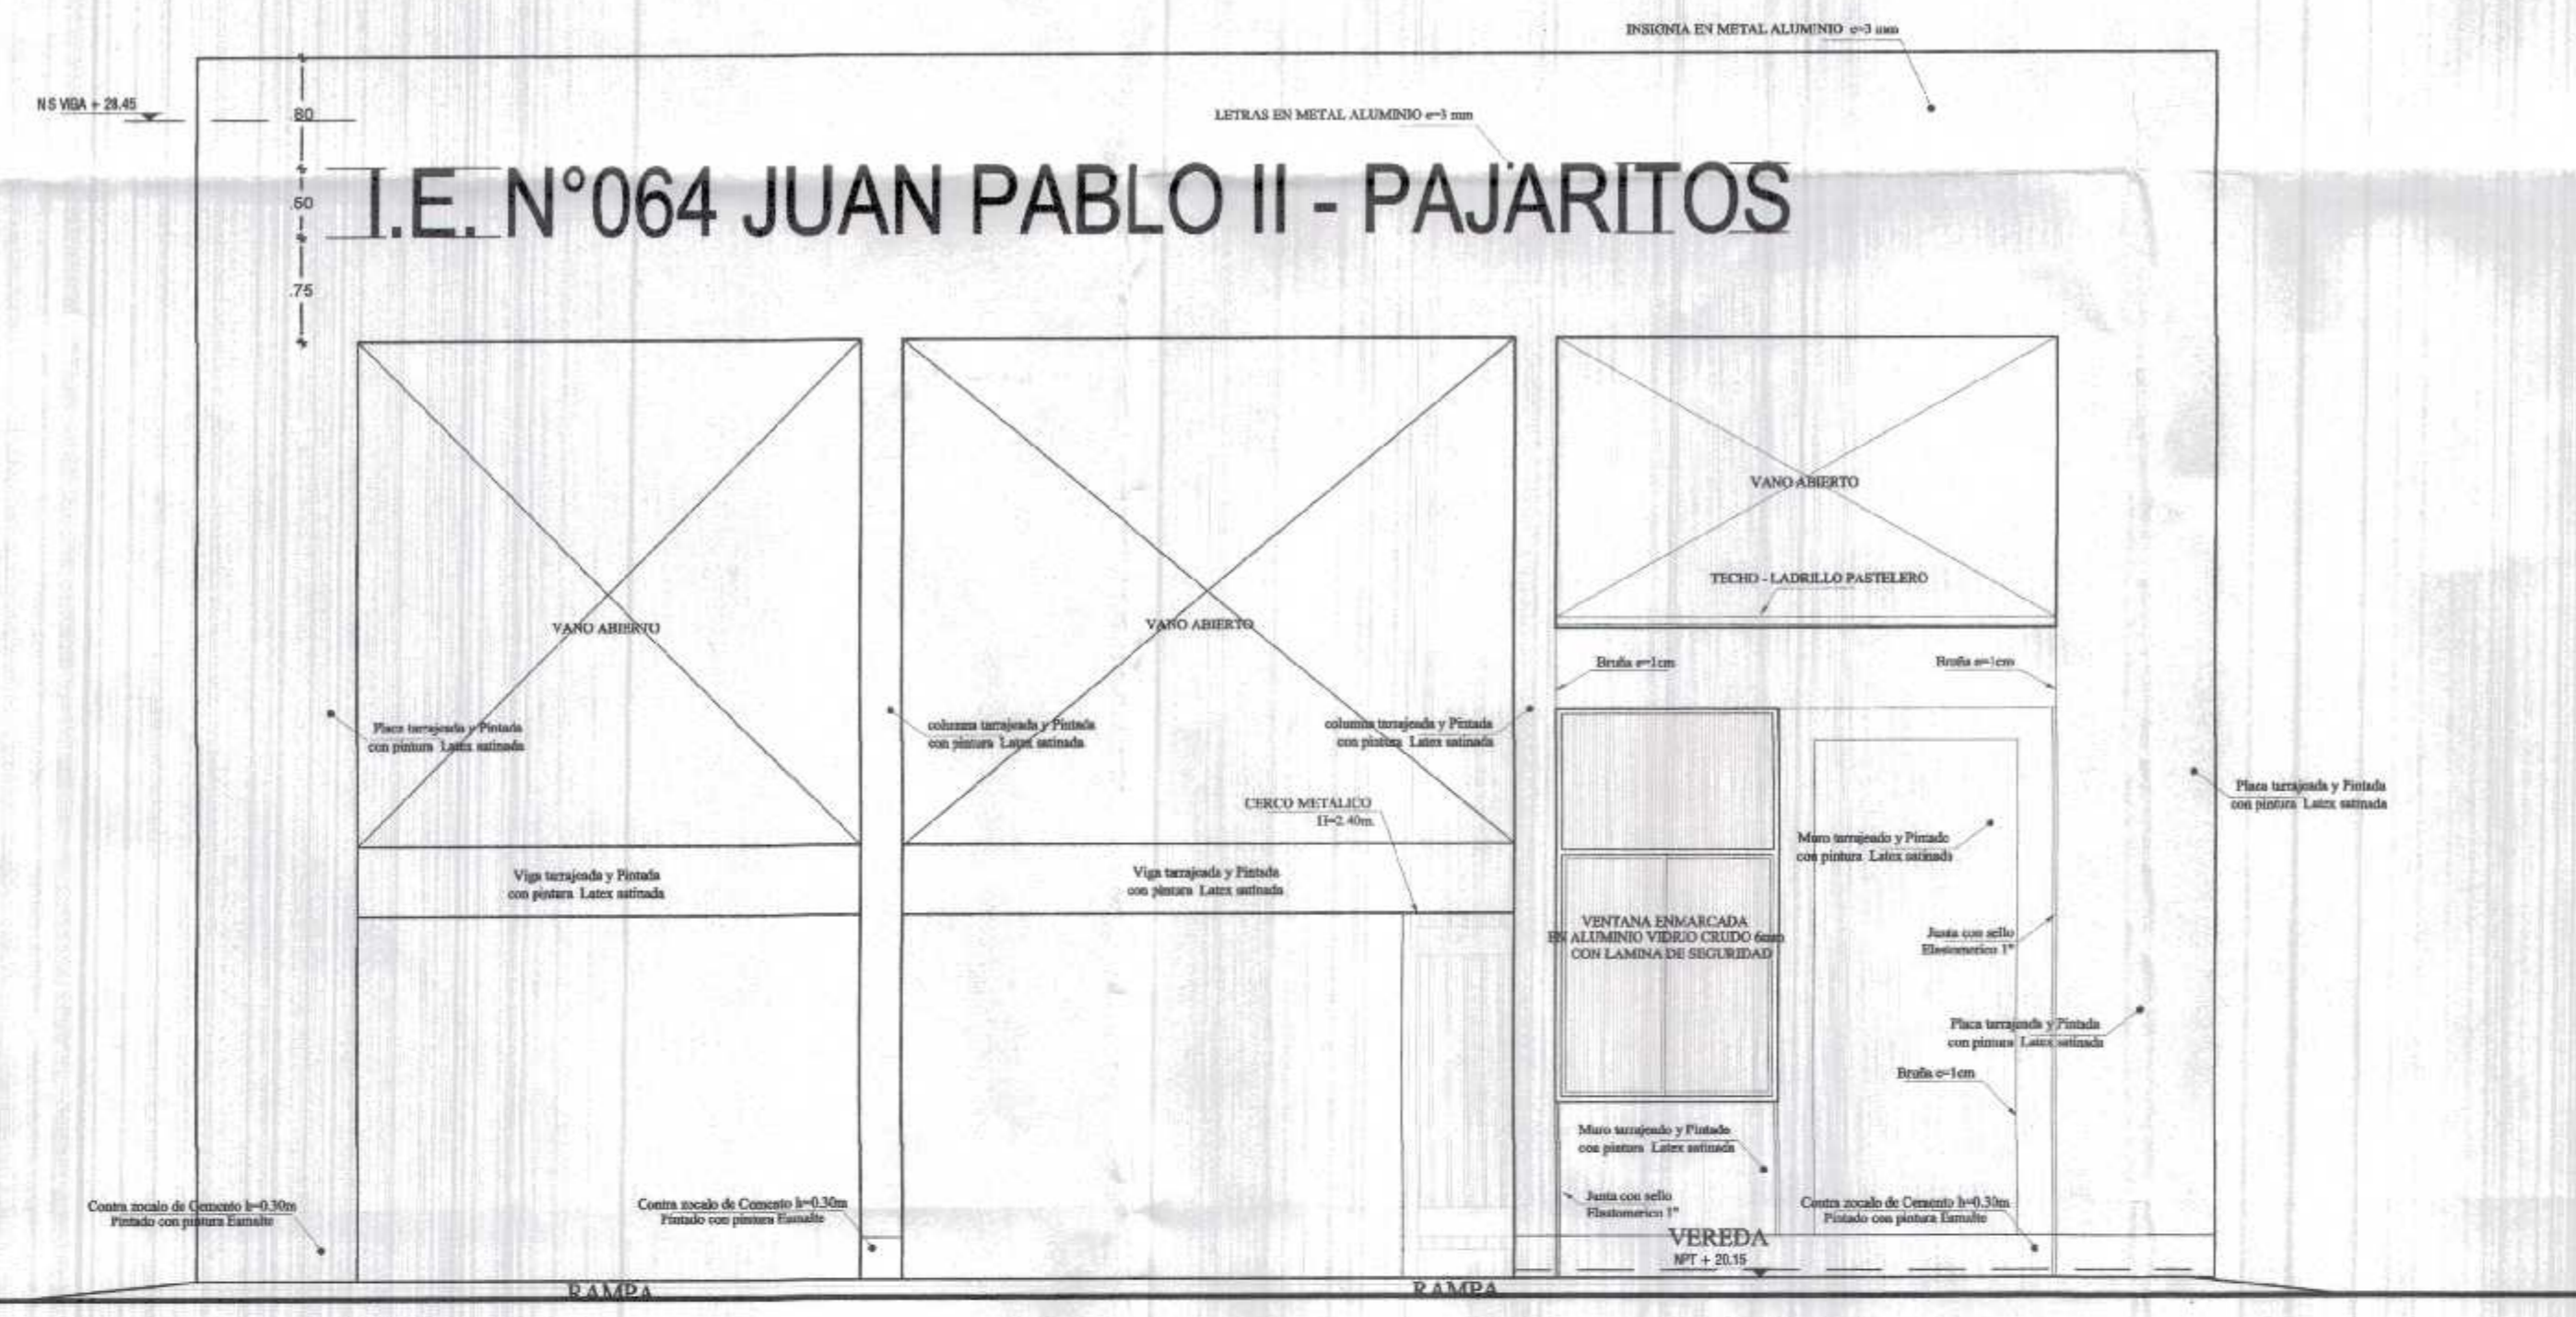 INSIGNIA EN METAL ALUMINIO e=3 mm
N S VIGA + 28.45
.80
LETRAS EN METAL ALUMINIO e=3 mm
.50
I.E. N°064 JUAN PABLO II - PAJARITOS
.75
VANO ABIERTO
TECHO - LADRILLO PASTELERO
VANO ABIERTO
VANO ABIERTO
Bruña e=1cm
Bruña e=1cm
Placa tarrajeada y Pintada
con pintura Latex satinada
columna tarrajeada y Pintada
con pintura Latex satinada
columna tarrajeada y Pintada
con pintura Latex satinada
CERCO METALICO
H=2.40m.
Placa tarrajeada y Pintada
con pintura Latex satinada
Muro tarrajeado y Pintado
con pintura Latex satinada
Viga tarrajeada y Pintada
con pintura Latex satinada
Viga tarrajeada y Pintada
con pintura Latex satinada
VENTANA ENMARCADA
EN ALUMINIO VIDRIO CRUDO 6mm
CON LAMINA DE SEGURIDAD
Junta con sello
Elastomerico 1"
Placa tarrajeada y Pintada
con pintura Latex satinada
Bruña e=1cm
Muro tarrajeado y Pintado
con pintura Latex satinada
Junta con sello
Elastomerico 1"
Contra zocalo de Cemento h=0.30m
Pintado con pintura Esmalte
Contra zocalo de Cemento h=0.30m
Pintado con pintura Esmalte
Contra zocalo de Cemento h=0.30m
Pintado con pintura Esmalte
VEREDA
NPT + 20.15
RAMPA
RAMPA